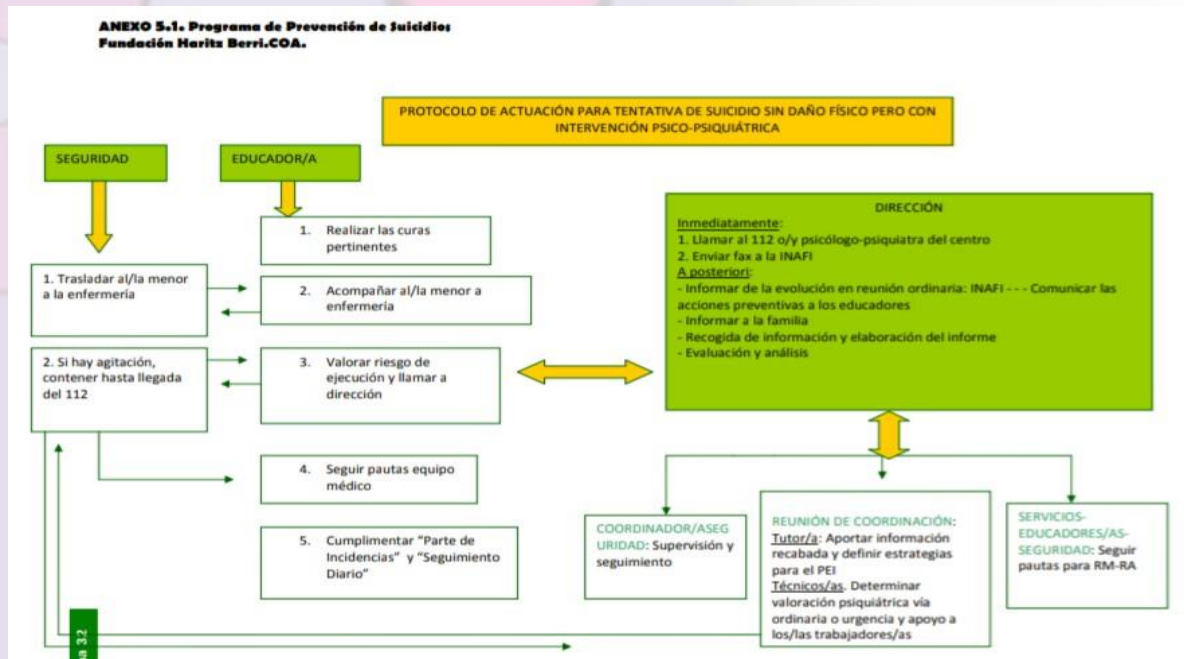 ANEXO 5.1. Programa de Prevención de Suicidio;
Fundación Haritz Berri.COA.
PROTOCOLO DE ACTUACIÓN PARA TENTATIVA DE SUICIDIO SIN DAÑO FÍSICO PERO CON
INTERVENCIÓN PSICO-PSIQUIÁTRICA
SEGURIDAD
EDUCADOR/A
1. Trasladar al/la menor
a la enfermería
2. Si hay agitación,
contener hasta llegada
del 112
1. Realizar las curas
pertinentes
2. Acompañar al/la menor a
enfermería
3. Valorar riesgo de
ejecución y llamar a
dirección
4. Seguir pautas equipo
médico
5. Cumplimentar "Parte de
Incidencias" y "Seguimiento
Diario"
DIRECCIÓN
Inmediatamente:
1. Llamar al 112 o/y psicólogo-psiquiatra del centro
2. Enviar fax a la INAFI
A posteriori:
- Informar de la evolución en reunión ordinaria: INAFI - - - Comunicar las
acciones preventivas a los educadores
- Informar a la familia
- Recogida de información y elaboración del informe
- Evaluación y análisis
COORDINADOR/ASEG
URIDAD: Supervisión y
seguimiento
REUNIÓN DE COORDINACIÓN:
Tutor/a: Aportar información
recabada y definir estrategias
para el PEI
Técnicos/as. Determinar
valoración psiquiátrica vía
ordinaria o urgencia y apoyo a
los/las trabajadores/as
SERVICIOS-
EDUCADORES/AS-
SEGURIDAD: Seguir
pautas para RM-RA
a 32